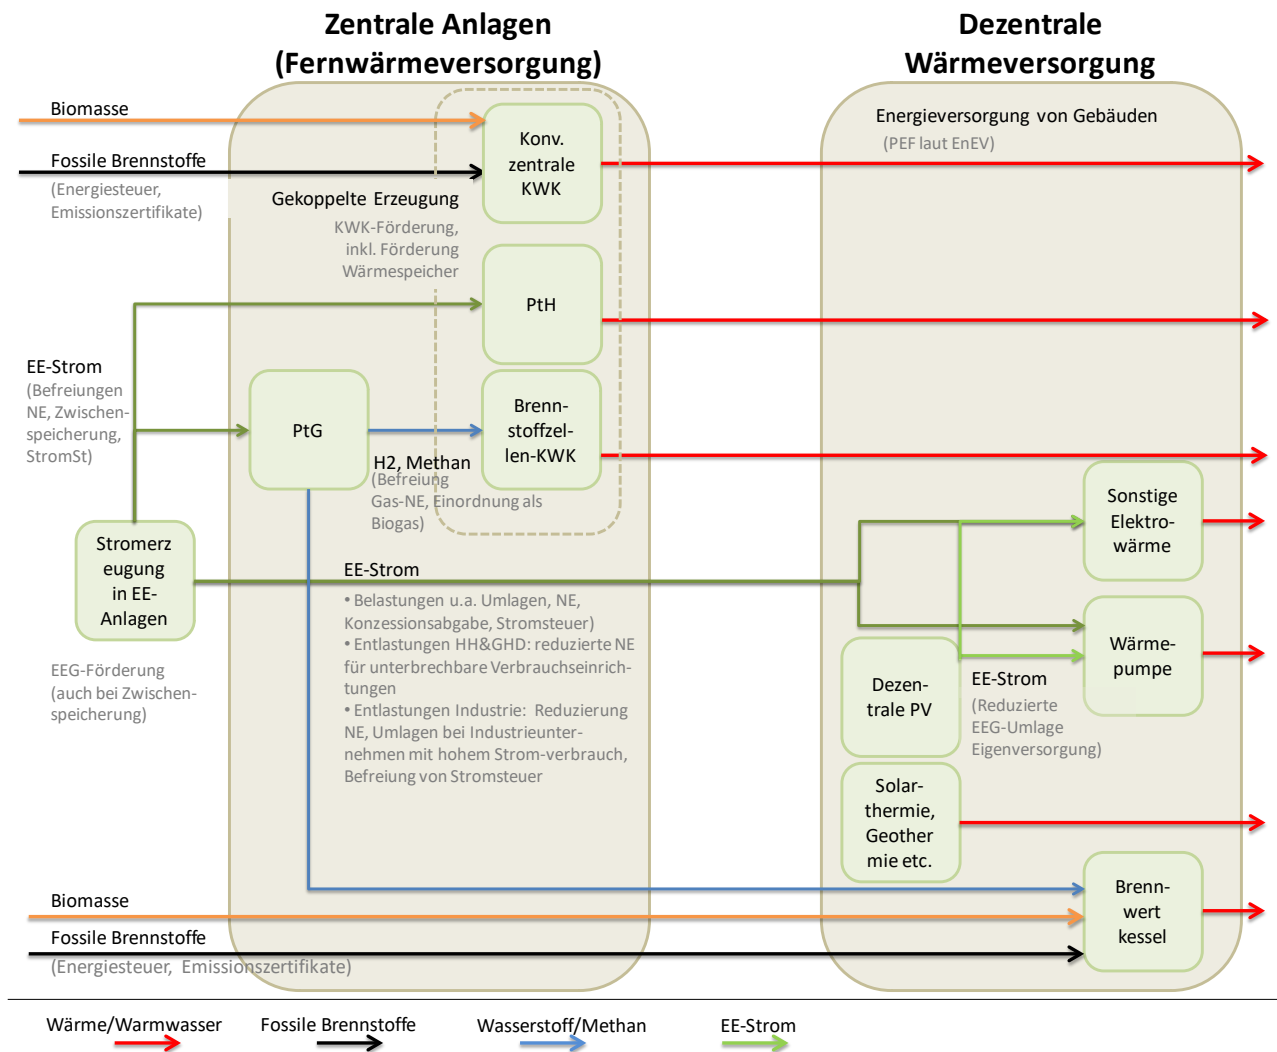 Zentrale Anlagen
(Fernwärmeversorgung)
Dezentrale
Wärmeversorgung
Biomasse
Fossile Brennstoffe
(Energiesteuer,
Emissionszertifikate)
Konv.
zentrale
KWK
Energieversorgung von Gebäuden
(PEF laut EnEV)
Gekoppelte Erzeugung
KWK-Förderung,
inkl. Förderung
Wärmespeicher
PtH
EE-Strom
(Befreiungen
NE, Zwischen-
speicherung,
StromSt)
PtG
H2, Methan
(Befreiung
Gas-NE, Einordnung als
Biogas)
Brenn-
stoffzel-
len-KWK
Sonstige
Elektro-
wärme
Stromerz
eugung
in EE-
Anlagen
EEG-Förderung
(auch bei Zwischen-
speicherung)
EE-Strom
• Belastungen u.a. Umlagen, NE,
Konzessionsabgabe, Stromsteuer)
• Entlastungen HH&GHD: reduzierte NE
für unterbrechbare Verbrauchseinrich-
tungen
• Entlastungen Industrie: Reduzierung
NE, Umlagen bei Industrieunter-
nehmen mit hohem Strom-verbrauch,
Befreiung von Stromsteuer
Wärme-
pumpe
Dezen-
trale PV
EE-Strom
(Reduzierte
EEG-Umlage
Eigenversorgung)
Solar-
thermie,
Geother
mie etc.
Brenn-
wert
kessel
Biomasse
Fossile Brennstoffe
(Energiesteuer, Emissionszertifikate)
Wärme/Warmwasser
Fossile Brennstoffe
Wasserstoff/Methan
EE-Strom